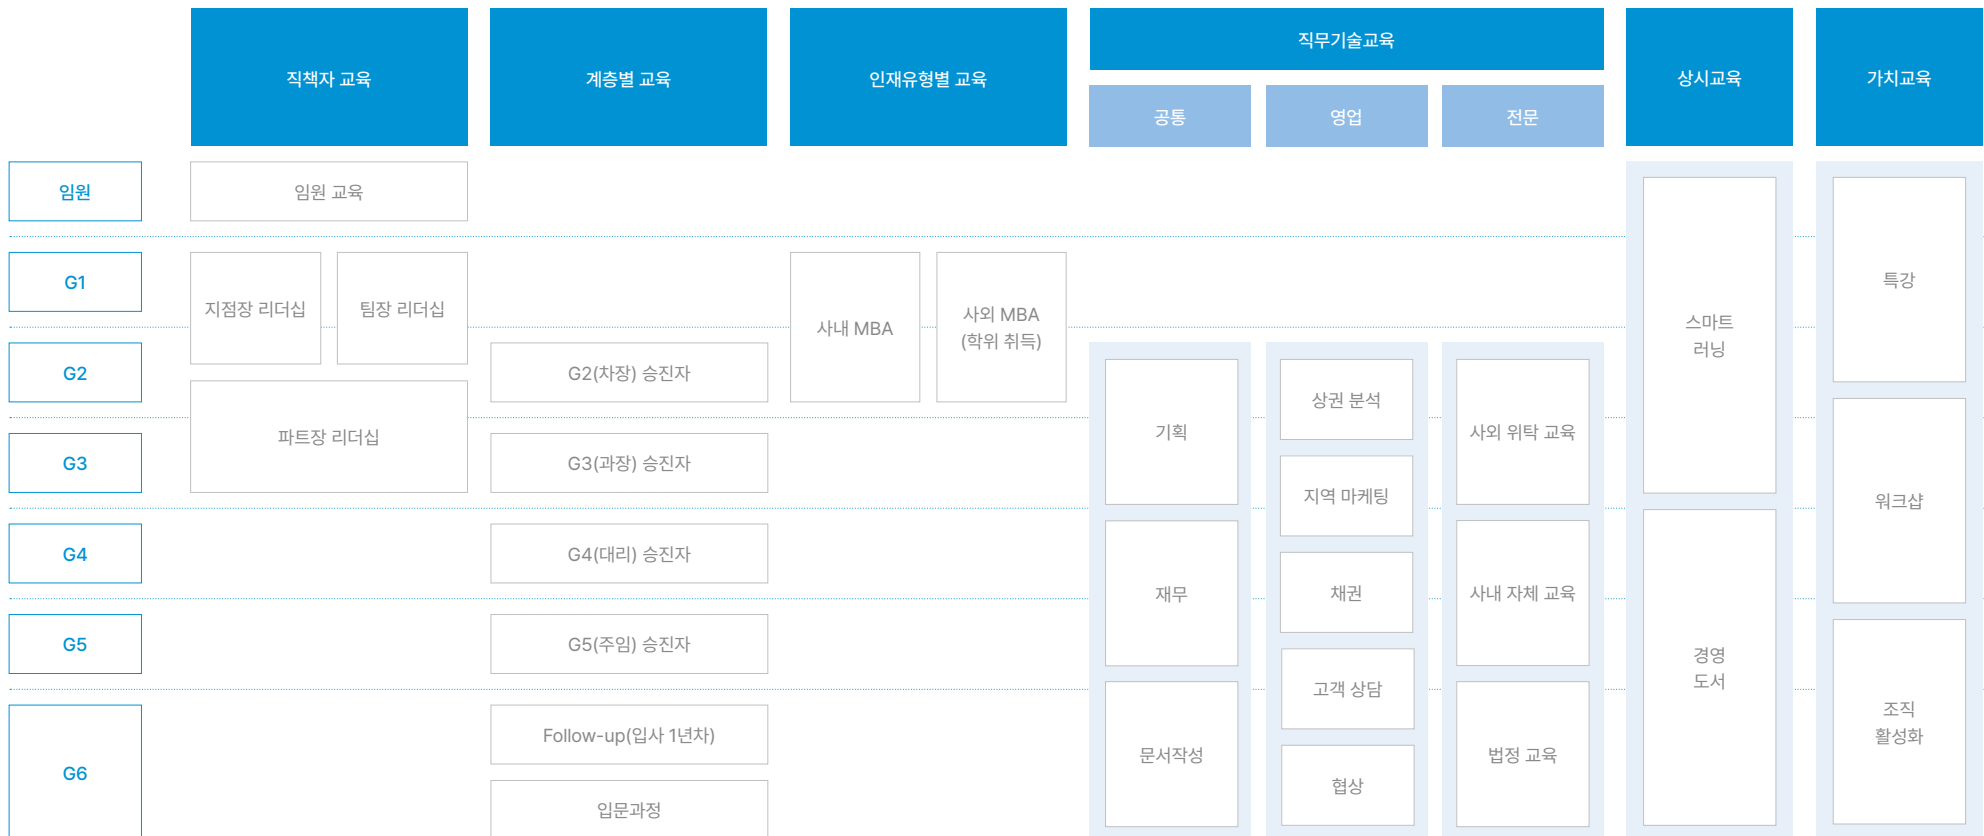 직책자 교육
계층별 교육
인재유형별 교육
직무기술교육
공통
영업
전문
상시교육
가치교육
임원
임원 교육
G1
지점장 리더십
팀장 리더십
사내 MBA
사외 MBA
(학위 취득)
스마트
러닝
특강
G2
G2(차장) 승진자
파트장 리더십
기획
상권 분석
사외 위탁 교육
G3
G3(과장) 승진자
지역 마케팅
워크샵
G4
G4(대리) 승진자
재무
채권
사내 자체 교육
G5
G5(주임) 승진자
고객 상담
경영
도서
G6
Follow-up(입사 1년차)
입문과정
문서작성
협상
법정 교육
조직
활성화